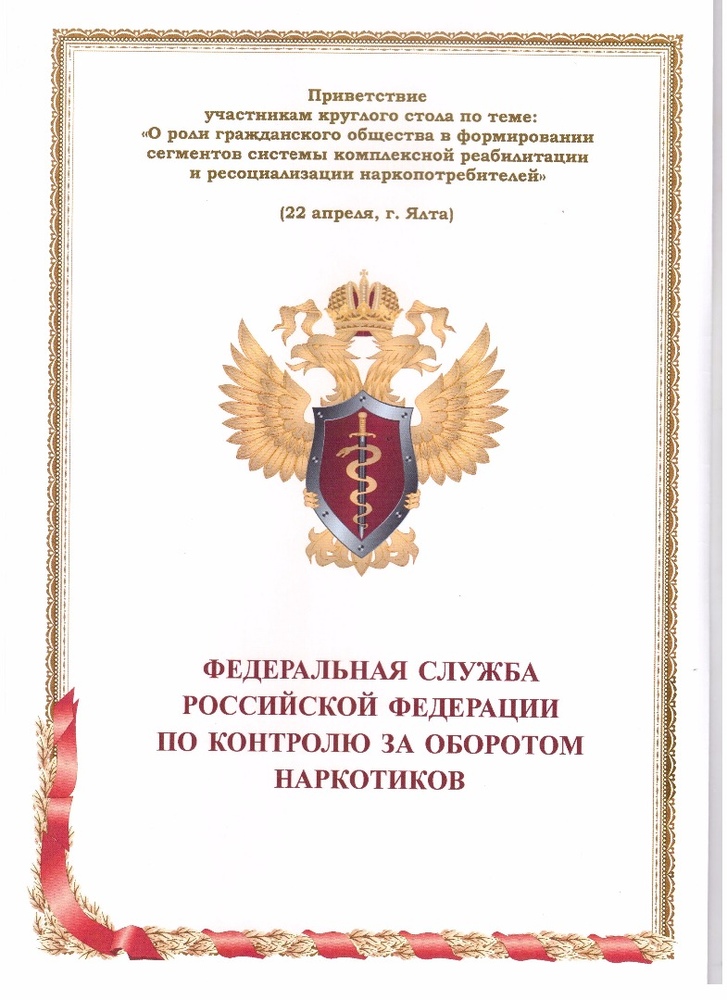 Приветствие
участникам круглого стола по теме:
«О роли гражданского общества в формировании
сегментов системы комплексной реабилитации
и ресоциализации наркопотребителей»
(22 апреля, г. Ялта)
ФЕДЕРАЛЬНАЯ СЛУЖБА
РОССИЙСКОЙ ФЕДЕРАЦИИ
ПО КОНТРОЛЮ ЗА ОБОРОТОМ
НАРКОТИКОВ